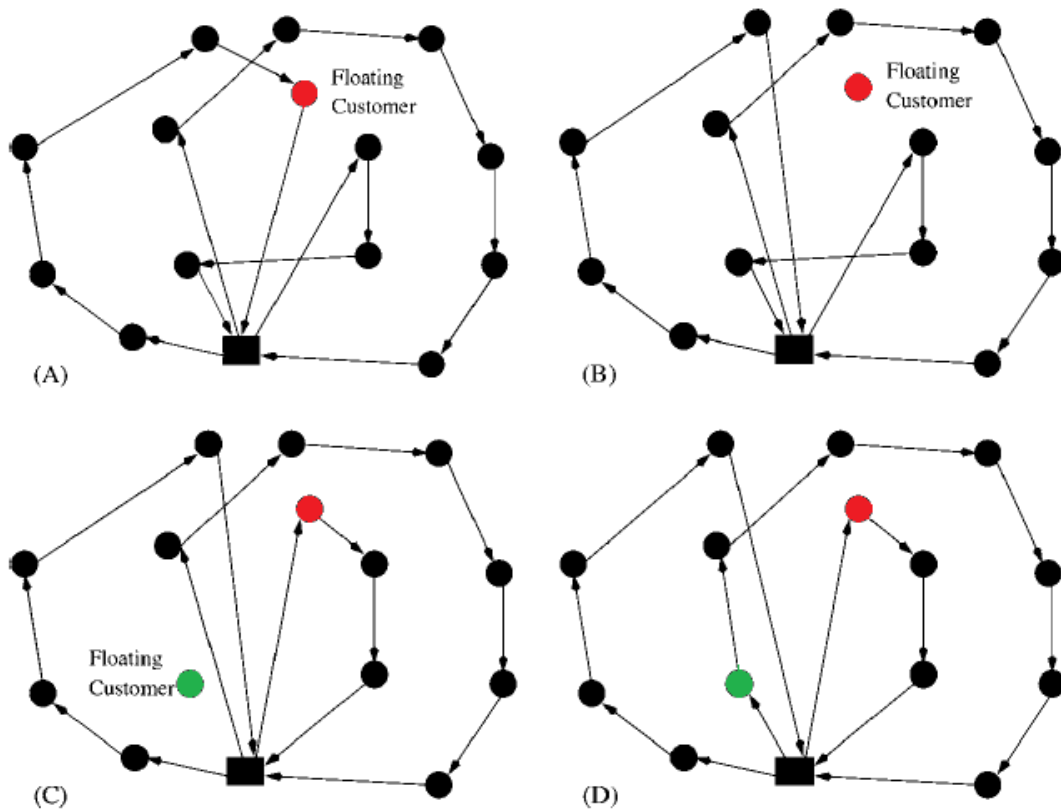 Floating
Customer
Floating
Customer
(A)
(B)
Floating
Customer
(C)
(D)